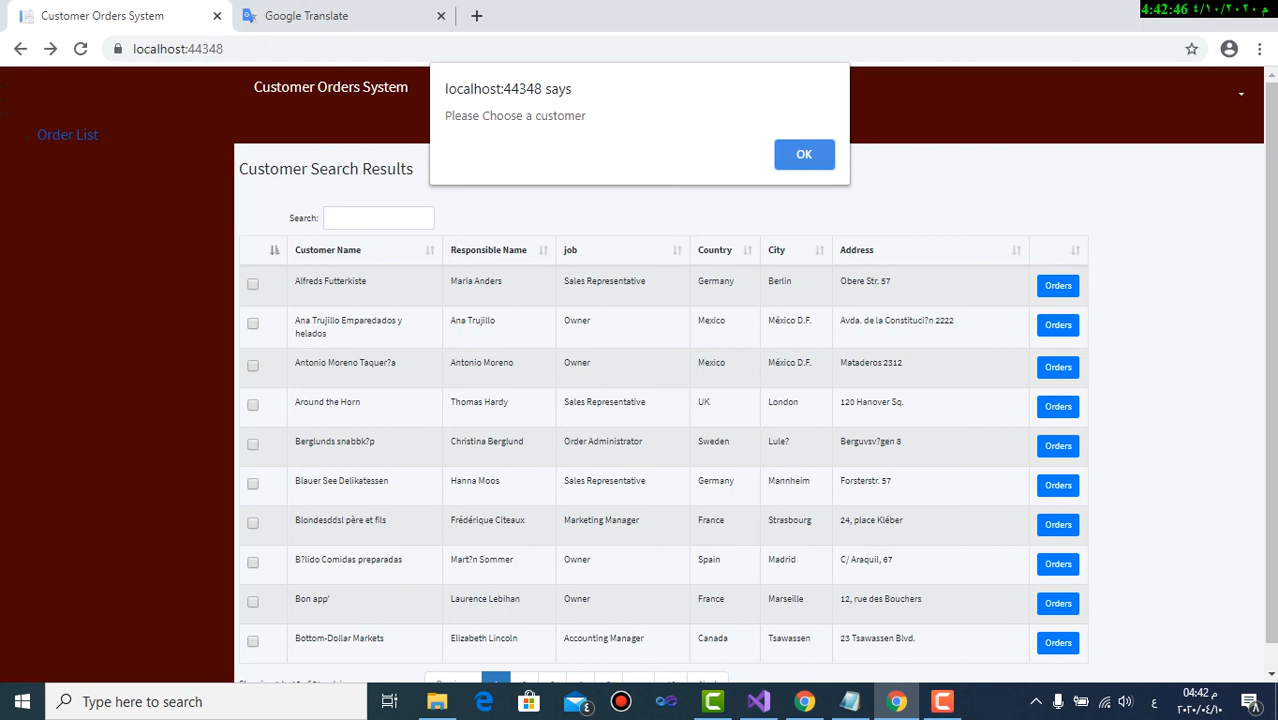 Customer Orders System
Google Translate
4:42:46 م ٢٠٢٠/١٠/٤
localhost:44348
Customer Orders System
localhost:44348 says
Please Choose a customer
OK
Order List
Customer Search Results
Search:
Customer Name Responsible Name job Country City Address
Alfreds Futterkiste Maria Anders Sales Representative Germany Berlin Obere Str. 57 Orders
Ana Trujillo Emparedados y helados Ana Trujillo Owner Mexico México D.F. Avda. de la Constituci?n 2222 Orders
Antonio Moreno Taquer?a Antonio Moreno Owner Mexico México D.F. Mataderos 2312 Orders
Around the Horn Thomas Hardy Sales Representative UK London 120 Hanover Sq. Orders
Berglunds snabbk?p Christina Berglund Order Administrator Sweden Lule? Berguvsv?gen 8 Orders
Blauer See Delikatessen Hanna Moos Sales Representative Germany Mannheim Forsterstr. 57 Orders
Blondesddsl père et fils Frédérique Citeaux Marketing Manager France Strasbourg 24, place Kléber Orders
B?lido Comidas preparadas Mart?n Sommer Owner Spain Madrid C/ Araquil, 67 Orders
Bon app' Laurence Lebihan Owner France Marseille 12, rue des Bouchers Orders
Bottom-Dollar Markets Elizabeth Lincoln Accounting Manager Canada Tsawassen 23 Tsawassen Blvd. Orders
Type here to search
ع
04:42 م
٢٠٢٠/٠٤/١٠